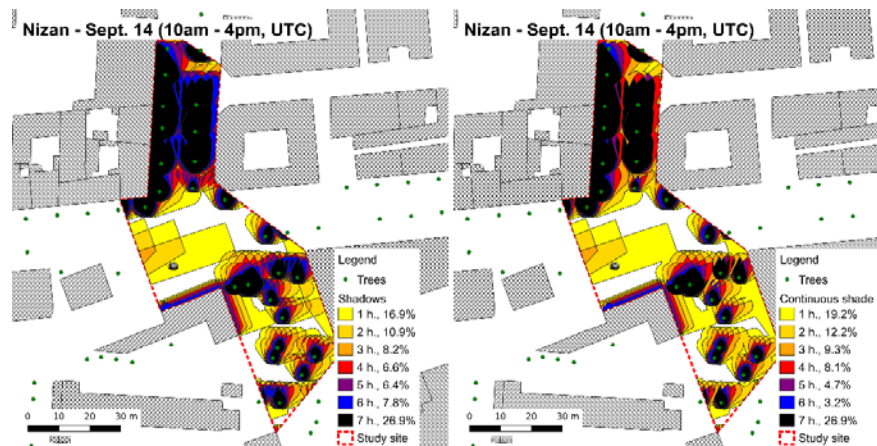 Nizan - Sept. 14 (10am - 4pm, UTC)
Legend
Trees
Shadows
1 h., 16.9%
2 h., 10.9%
3 h., 8.2%
4 h., 6.6%
5 h., 6.4%
6 h., 7.8%
7 h., 26.9%
Study site
0 10 20 30 m
Nizan - Sept. 14 (10am - 4pm, UTC)
Legend
Trees
Continuous shade
1 h., 19.2%
2 h., 12.2%
3 h., 9.3%
4 h., 8.1%
5 h., 4.7%
6 h., 3.2%
7 h., 26.9%
Study site
0 10 20 30 m